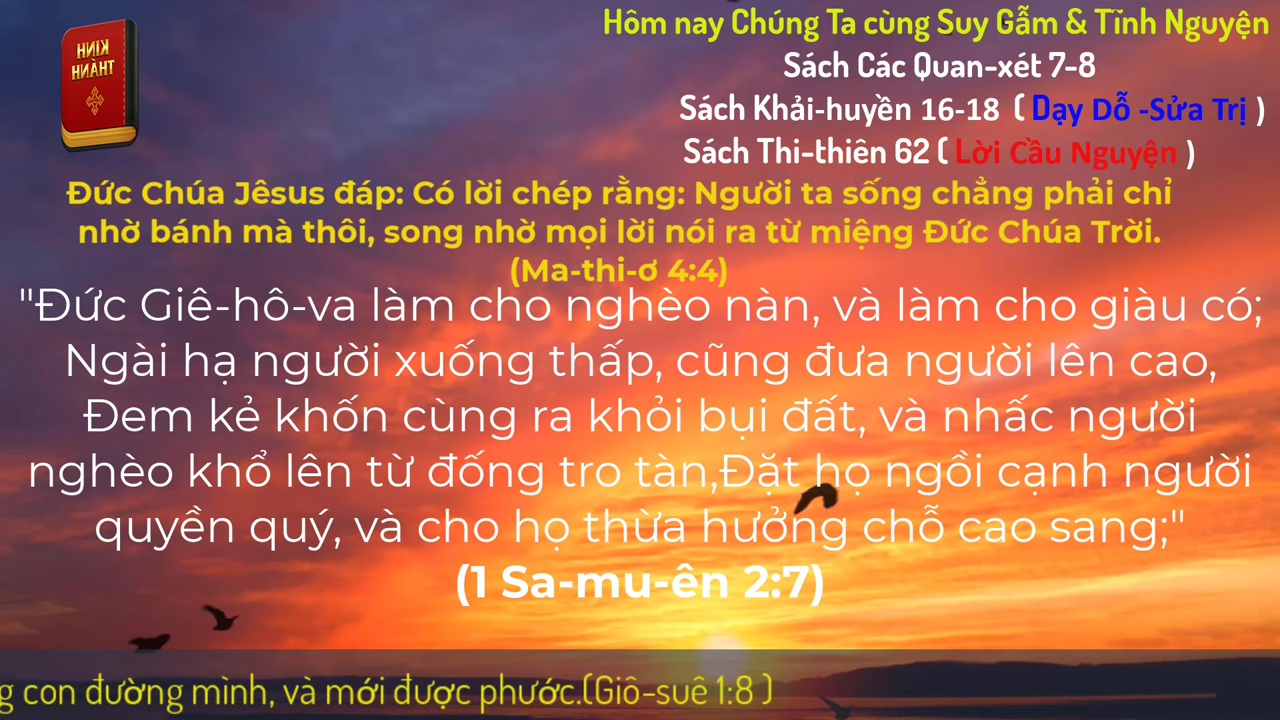 KINH
THÁNH
Hôm nay Chúng Ta cùng Suy Gẫm & Tĩnh Nguyện
Sách Các Quan-xét 7-8
Sách Khải-huyền 16-18 ( Dạy Dỗ -Sửa Trị )
Sách Thi-thiên 62 ( Lời Cầu Nguyện )
Đức Chúa Jêsus đáp: Có lời chép rằng: Người ta sống chẳng phải chỉ
nhờ bánh mà thôi, song nhờ mọi lời nói ra từ miệng Đức Chúa Trời.
(Ma-thi-ơ 4:4)
"Đức Giê-hô-va làm cho nghèo nàn, và làm cho giàu có;
Ngài hạ người xuống thấp, cũng đưa người lên cao,
Đem kẻ khốn cùng ra khỏi bụi đất, và nhấc người
nghèo khổ lên từ đống tro tàn,Đặt họ ngồi cạnh người
quyền quý, và cho họ thừa hưởng chỗ cao sang;"
(1 Sa-mu-ên 2:7)
g con đường mình, và mới được phước.(Giô-suê 1:8 )